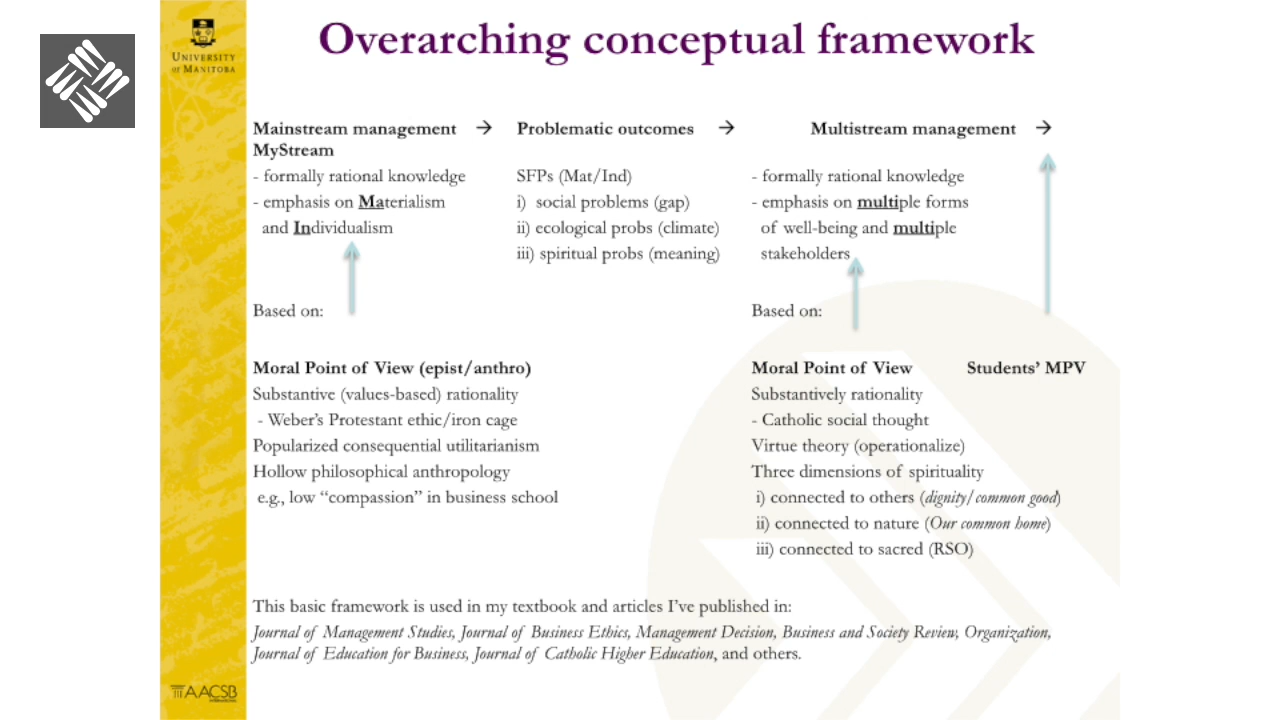 UNIVERSITY
OF MANITOBA
Overarching conceptual framework
Mainstream management → Problematic outcomes → Multistream management →
MyStream
- formally rational knowledge
- emphasis on Materialism
and Individualism
SFPs (Mat/Ind)
i) social problems (gap)
ii) ecological probs (climate)
iii) spiritual probs (meaning)
- formally rational knowledge
- emphasis on multiple forms
of well-being and multiple
stakeholders
Based on:
Based on:
Moral Point of View (epist/anthro)
Substantive (values-based) rationality
- Weber's Protestant ethic/iron cage
Popularized consequential utilitarianism
Hollow philosophical anthropology
e.g., low “compassion” in business school
Moral Point of View
Students' MPV
Substantively rationality
- Catholic social thought
Virtue theory (operationalize)
Three dimensions of spirituality
i) connected to others (dignity/common good)
ii) connected to nature (Our common home)
iii) connected to sacred (RSO)
This basic framework is used in my textbook and articles I've published in:
Journal of Management Studies, Journal of Business Ethics, Management Decision, Business and Society Review, Organization,
Journal of Education for Business, Journal of Catholic Higher Education, and others.
AACSB